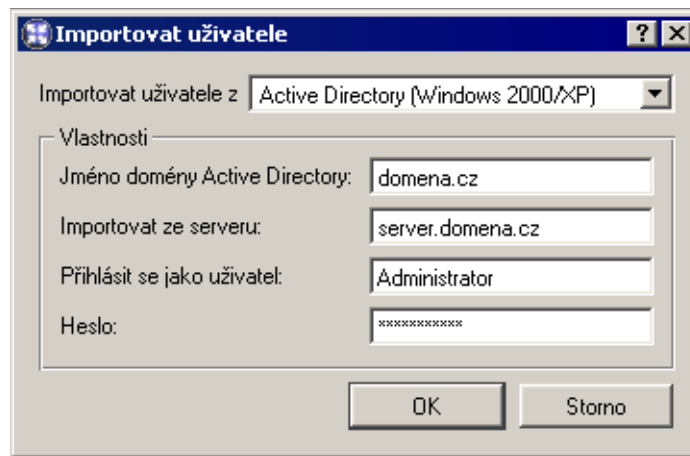 Importovat uživatele
Importovat uživatele z Active Directory (Windows 2000/XP)
Vlastnosti
Jméno domény Active Directory: domena.cz
Importovat ze serveru: server.domena.cz
Přihlásit se jako uživatel: Administrator
Heslo: ***********
OK Storno